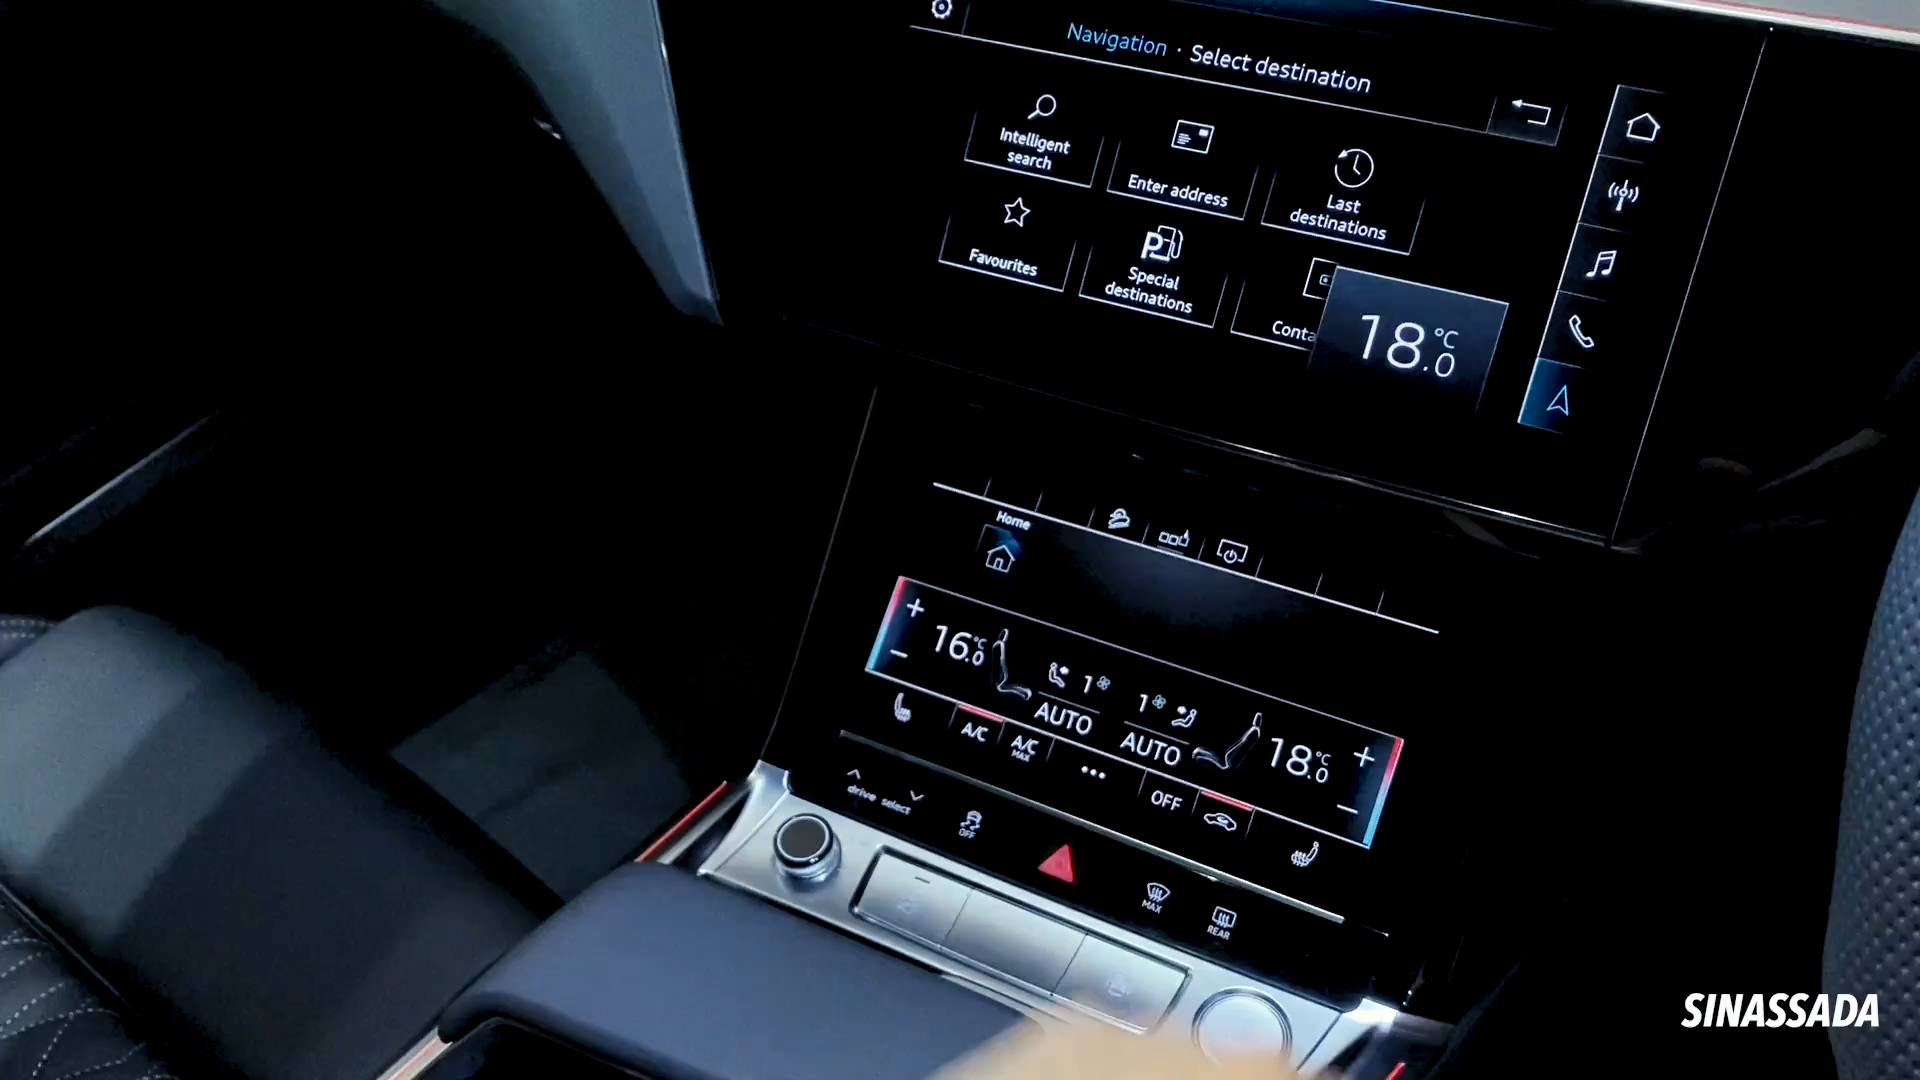 Navigation · Select destination
Intelligent
search
Enter address
Last
destinations
Favourites
P
Special
destinations
Conta
18.0 °C
Home
16.0 °C
1
1
AUTO
AUTO
18.0 °C
A/C
A/C
MAX
OFF
drive select
OFF
MAX
REAR
SINASSADA